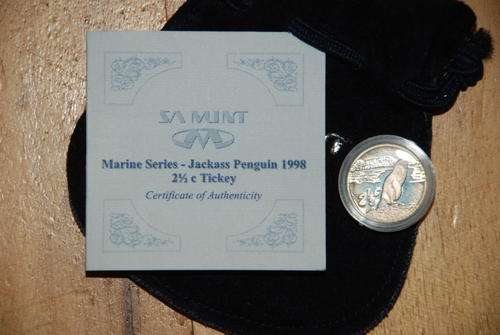 SA MINT
Marine Series - Jackass Penguin 1998
2½ c Tickey
Certificate of Authenticity